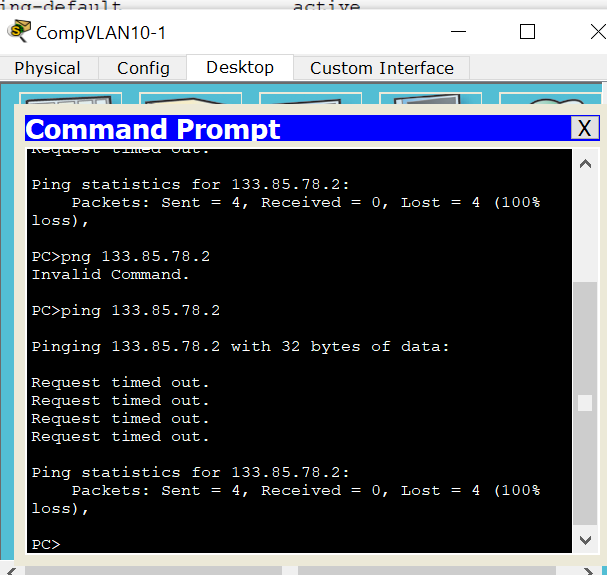 ing-default active
CompVLAN10-1
Physical Config Desktop Custom Interface
Command Prompt X
Request timed out.
Ping statistics for 133.85.78.2:
Packets: Sent = 4, Received = 0, Lost = 4 (100%
loss),
PC>png 133.85.78.2
Invalid Command.
PC>ping 133.85.78.2
Pinging 133.85.78.2 with 32 bytes of data:
Request timed out.
Request timed out.
Request timed out.
Request timed out.
Ping statistics for 133.85.78.2:
Packets: Sent = 4, Received = 0, Lost = 4 (100%
loss),
PC>